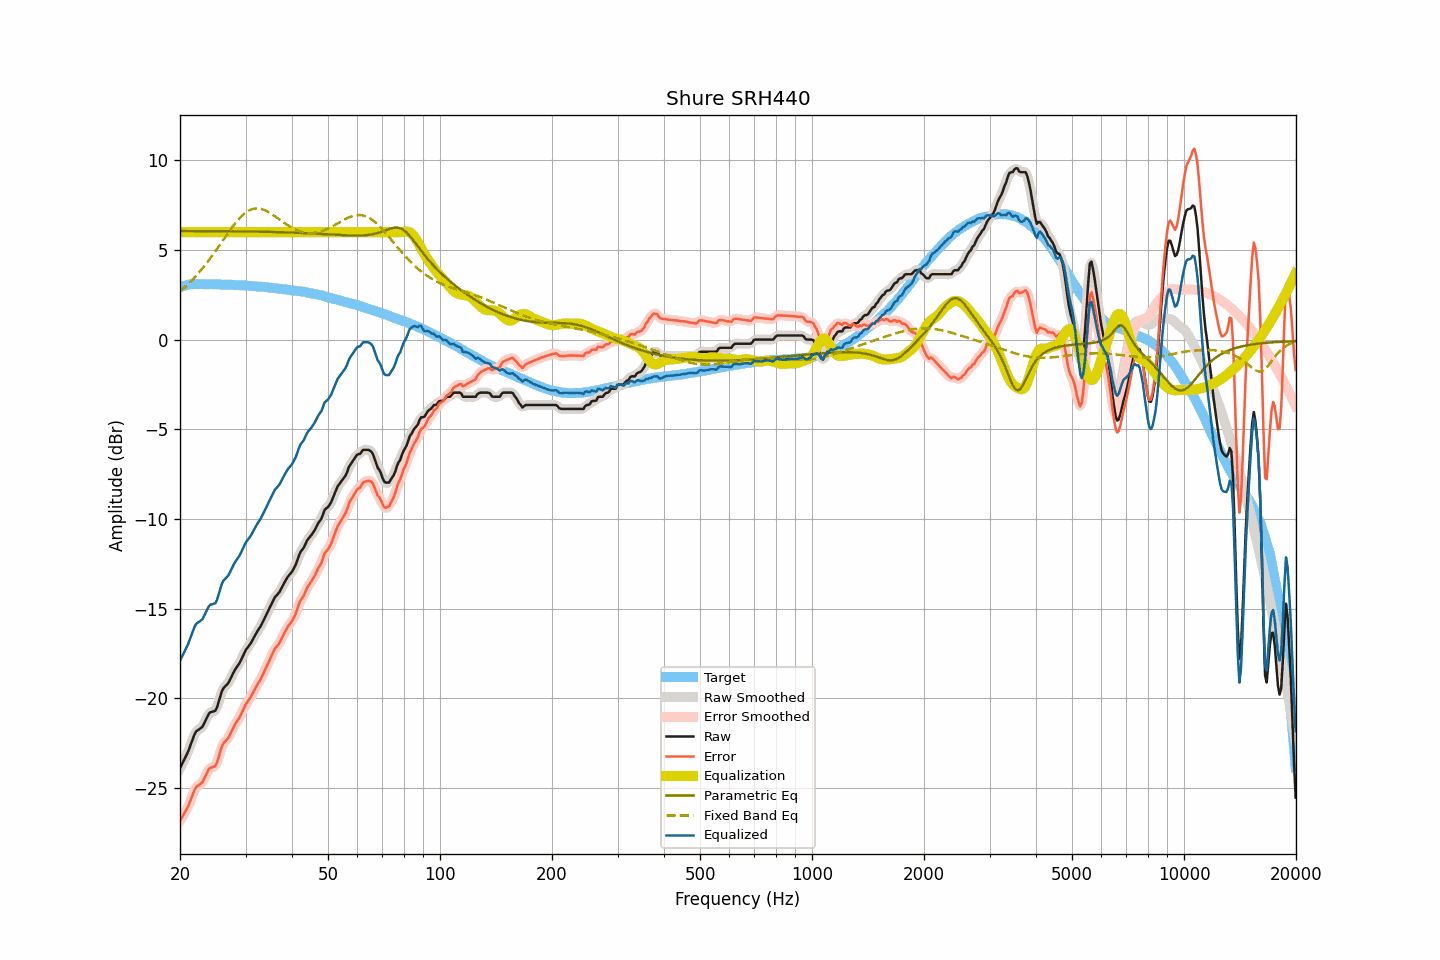 Shure SRH440
10
5
0
−5
−10
−15
−20
−25
Amplitude (dBr)
Target
Raw Smoothed
Error Smoothed
Raw
Error
Equalization
Parametric Eq
Fixed Band Eq
Equalized
20 50 100 200 500 1000 2000 5000 10000 20000
Frequency (Hz)